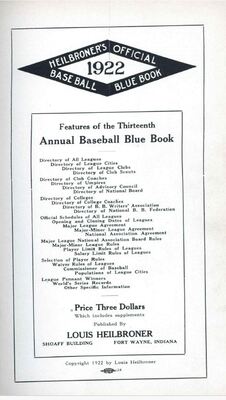 HEILBRONER'S OFFICIAL
1922
BASEBALL BLUE BOOK
Features of the Thirteenth
Annual Baseball Blue Book
Directory of All Leagues
Directory of League Cities
Directory of League Clubs
Directory of Club Scouts
Directory of Club Coaches
Directory of Umpires
Directory of Advisory Council
Directory of National Board
Directory of Colleges
Directory of College Coaches
Directory of B. B. Writers' Association
Directory of National B. B. Federation
Official Schedules of All Leagues
Opening and Closing Dates of Leagues
Major League Agreement
Major-Minor League Agreement
National Association Agreement
Major League National Association Board Rules
Major-Minor League Rules
Player Limit Rules of Leagues
Salary Limit Rules of Leagues
Selection of Player Rules
Waiver Rules of Leagues
Commissioner of Baseball
Populations of League Cities
League Pennant Winners
World's Series Records
Other Specific Information
Price Three Dollars
Which includes supplements
Published By
LOUIS HEILBRONER
SHOAFF BUILDING FORT WAYNE, INDIANA
Copyright 1922 by Louis Heilbroner